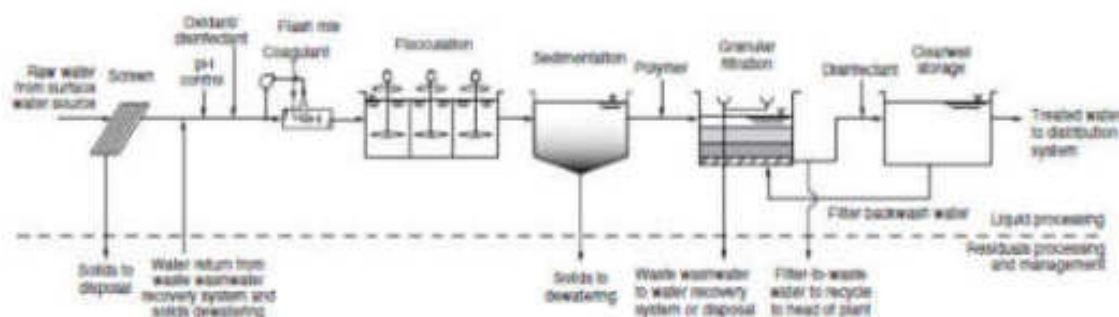 Oxidant/
disinfectant
Flash mix
Coagulant
pH
control
Raw water
from surface
water source
Screen
Flocculation
Sedimentation
Polymer
Granular
filtration
Disinfectant
Clearwell
storage
Treated water
to distribution
system
Filter backwash water
Liquid processing
Residuals processing
and management
Solids to
disposal
Water return from
waste washwater
recovery system and
solids dewatering
Solids to
dewatering
Waste washwater
to water recovery
system or disposal
Filter-to-waste
water to recycle
to head of plant